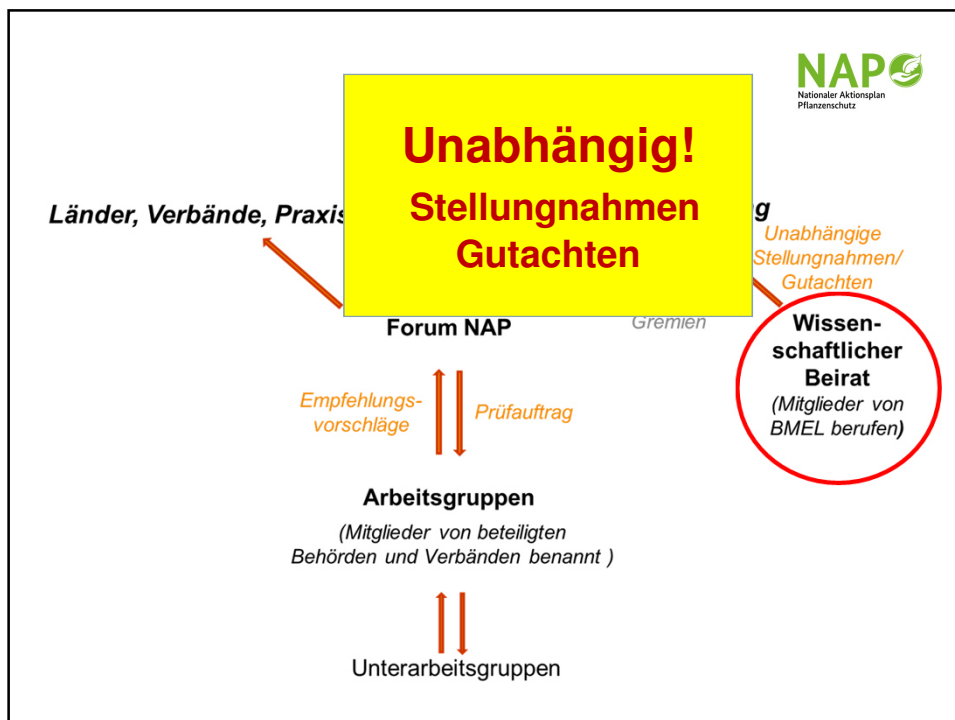 NAP
Nationaler Aktionsplan
Pflanzenschutz
Unabhängig!
Stellungnahmen
Gutachten
Länder, Verbände, Praxis
g
Unabhängige
Stellungnahmen/
Gutachten
Forum NAP
Gremien
Wissen-
schaftlicher
Beirat
(Mitglieder von
BMEL berufen)
Empfehlungs-
vorschläge
Prüfauftrag
Arbeitsgruppen
(Mitglieder von beteiligten
Behörden und Verbänden benannt )
Unterarbeitsgruppen